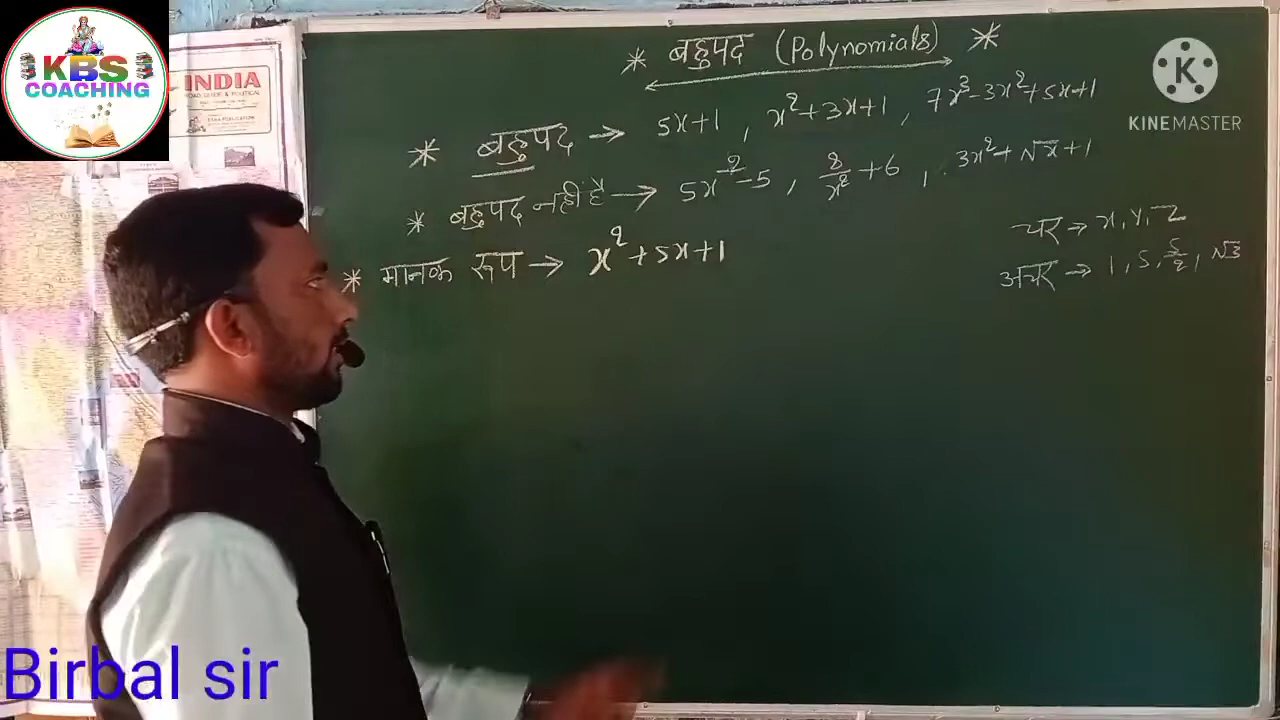 KBS
COACHING
INDIA
* बहुपद (Polynomials) *
* बहुपद → 5x+1 , x²+3x+1 , 7x³-3x²+5x+1
* बहुपद नहीं है → 5x⁻²-5 , 2/x²+6 , 3x²+√x+1
* मानक रूप → x²+5x+1
चर → x, y, z
अचर → 1, 5, 5/2, √3
KINEMASTER
Birbal sir